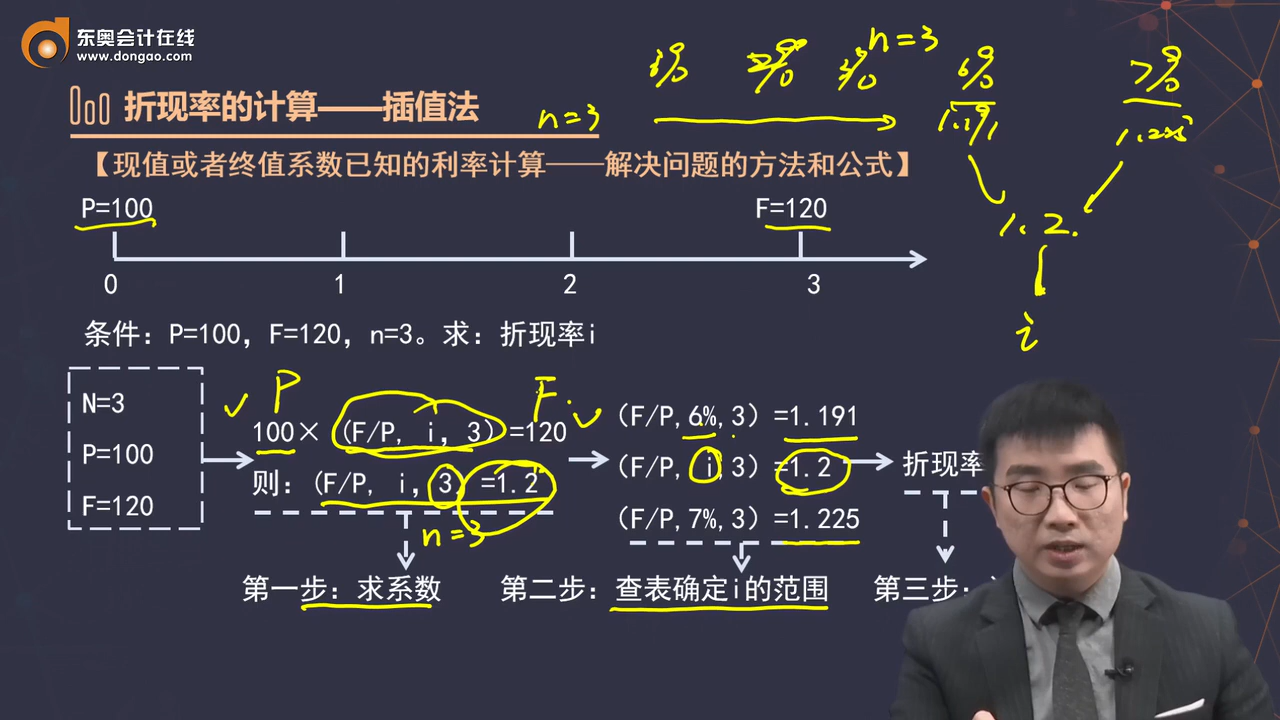 东奥会计在线
www.dongao.com
折现率的计算——插值法
n=3
n=3
6%
7%
1.191
1.225
1.2.
i
【现值或者终值系数已知的利率计算——解决问题的方法和公式】
P=100
F=120
0
1
2
3
条件：P=100，F=120，n=3。求：折现率i
N=3
P=100
F=120
P
F.
100×（F/P, i, 3）=120
则：（F/P, i, 3 =1.2
n=3
（F/P,6%,3）=1.191
（F/P, i,3）=1.2
（F/P,7%,3）=1.225
折现率
第一步：求系数
第二步：查表确定i的范围
第三步：